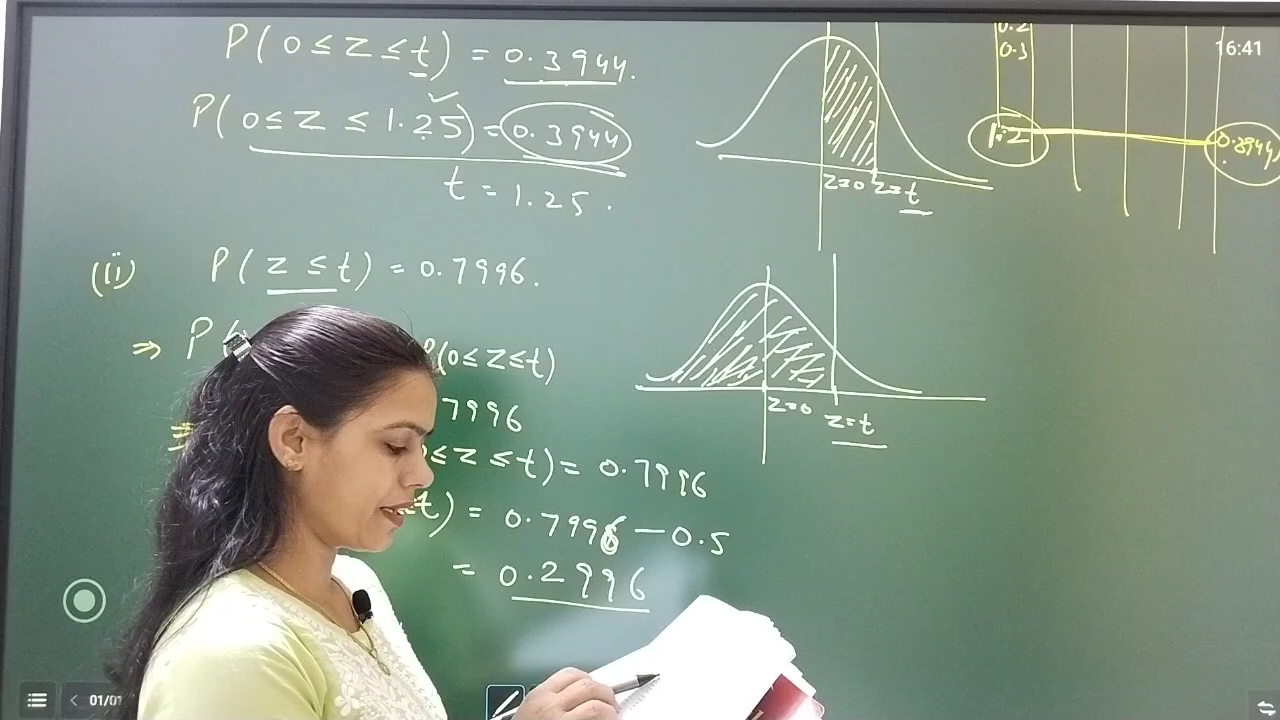 P(0 ≤ Z ≤ t) = 0.3944.
P(0 ≤ Z ≤ 1.25) = 0.3944
t = 1.25.
0.2
0.3
16:41
1.2
0.3944
Z=0 Z=t
(ii) P(Z ≤ t) = 0.7996.
⇒ P( P(0 ≤ Z ≤ t)
7996
≤ Z ≤ t) = 0.7996
t) = 0.7996 − 0.5
= 0.2996
Z=0 Z=t
01/01